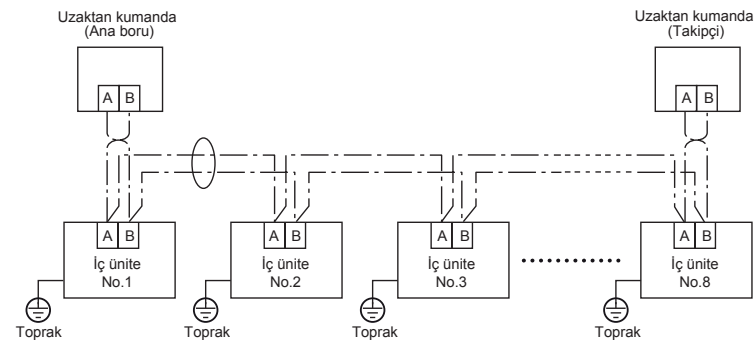 Uzaktan kumanda
(Ana boru)
Uzaktan kumanda
(Takipçi)
A B
A B
A B
A B
A B
A B
İç ünite
No.1
İç ünite
No.2
İç ünite
No.3
İç ünite
No.8
Toprak
Toprak
Toprak
Toprak